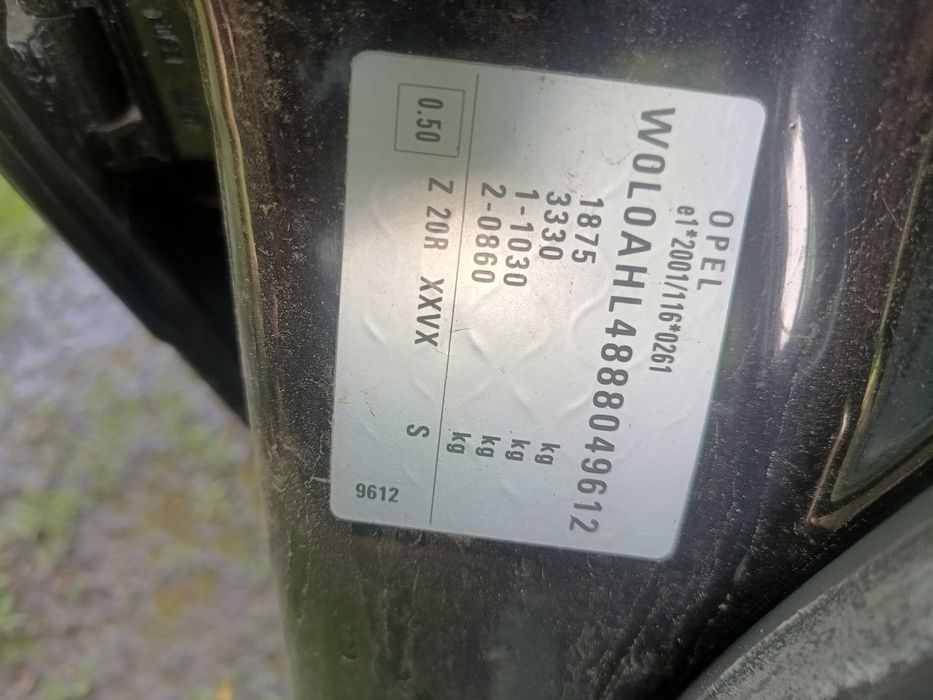 OPEL
e1*2001/116*0261
W0L0AHL4888049612
1875 kg
3330 kg
1-1030 kg
2-0860 kg
0.50 Z 20R XXVX S
9612